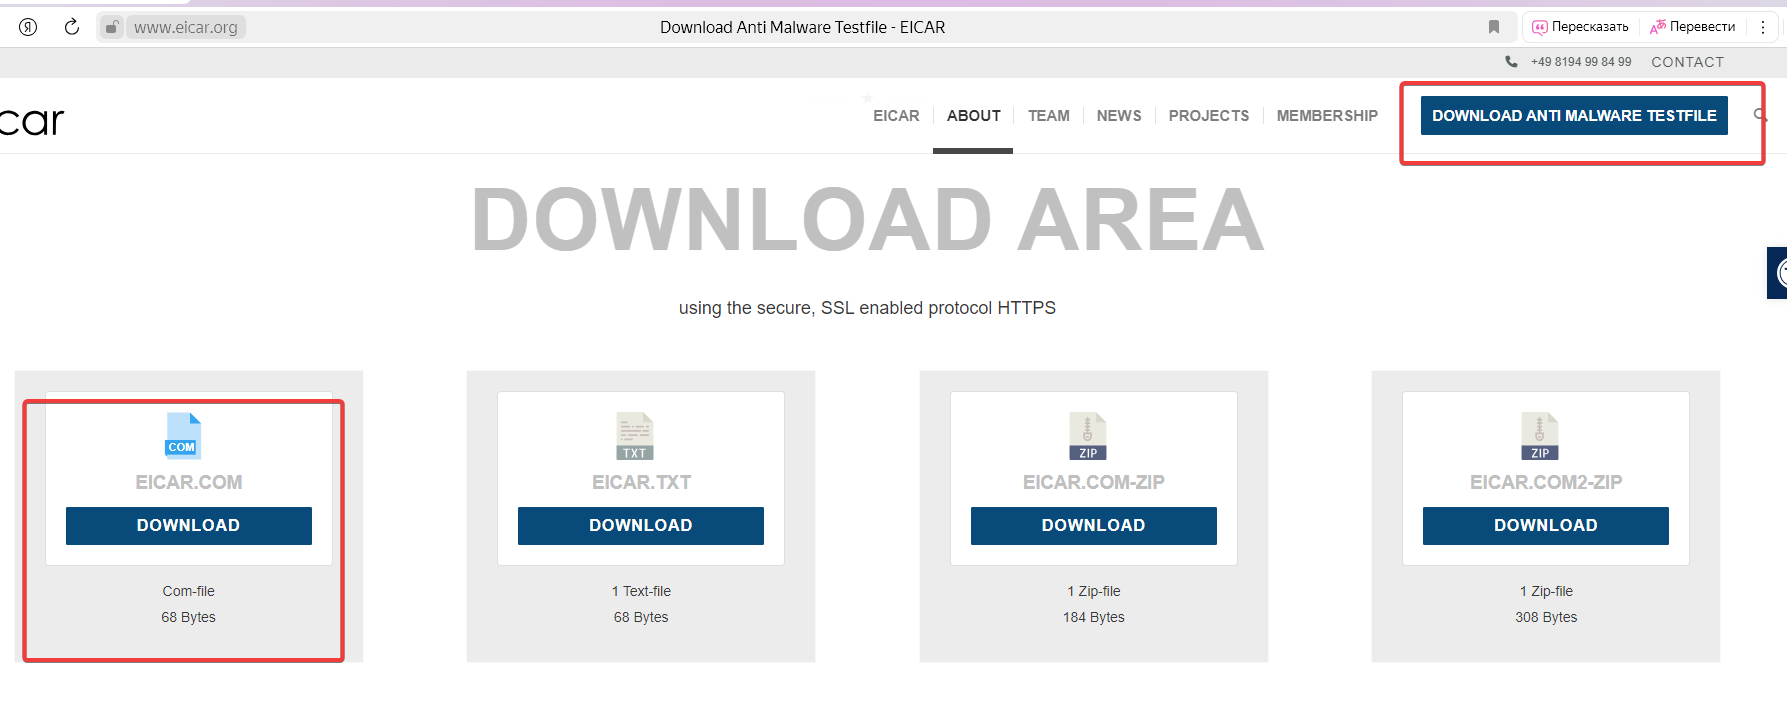 www.eicar.org
Download Anti Malware Testfile - EICAR
Пересказать
Перевести
+49 8194 99 84 99
CONTACT
car
EICAR
ABOUT
TEAM
NEWS
PROJECTS
MEMBERSHIP
DOWNLOAD ANTI MALWARE TESTFILE
DOWNLOAD AREA
using the secure, SSL enabled protocol HTTPS
COM
EICAR.COM
DOWNLOAD
Com-file
68 Bytes
TXT
EICAR.TXT
DOWNLOAD
1 Text-file
68 Bytes
ZIP
EICAR.COM-ZIP
DOWNLOAD
1 Zip-file
184 Bytes
ZIP
EICAR.COM2-ZIP
DOWNLOAD
1 Zip-file
308 Bytes